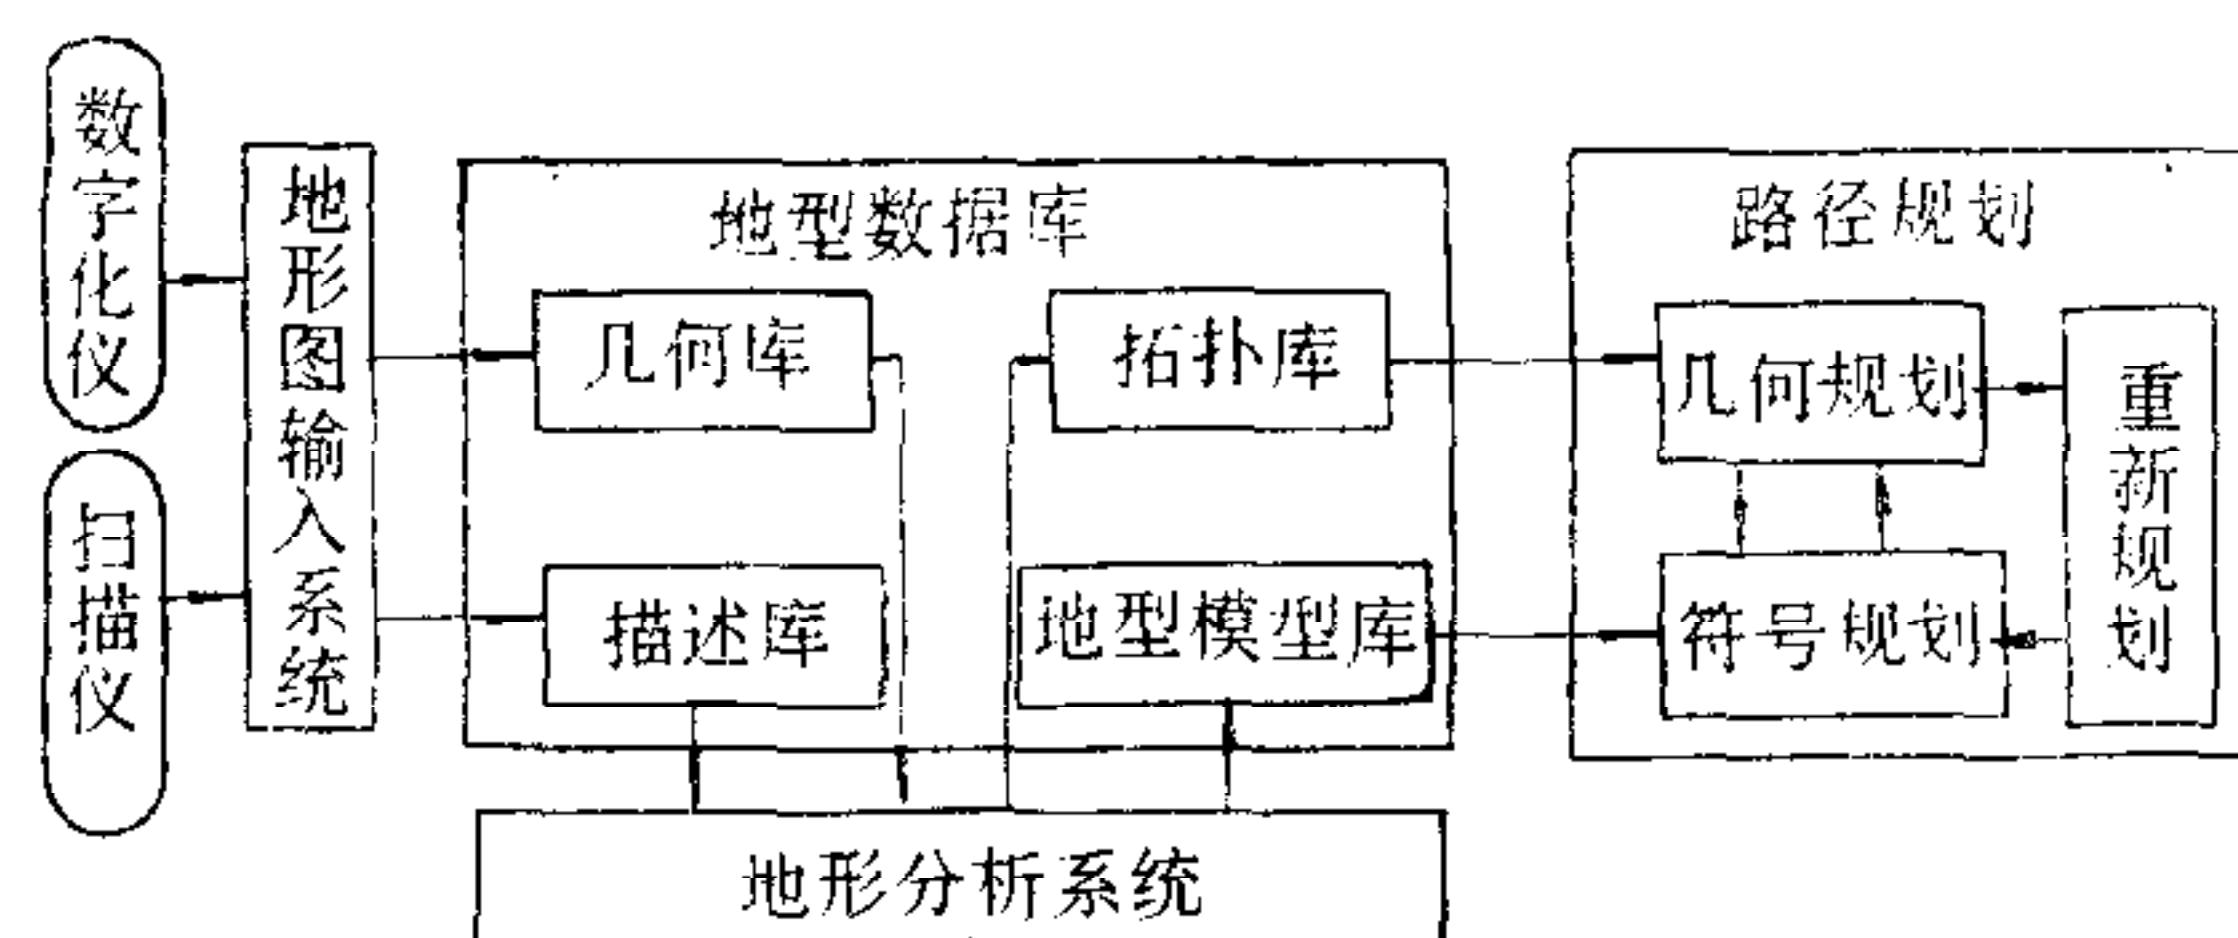 数字化仪
扫描仪
地形图输入系统
地型数据库
几何库
拓扑库
描述库
地型模型库
路径规划
几何规划
符号规划
重新规划
地形分析系统